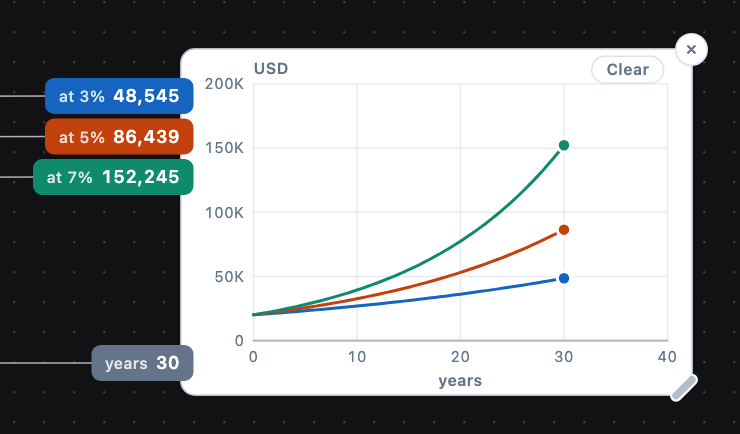 USD
Clear
×
200K
at 3% 48,545
at 5% 86,439
150K
at 7% 152,245
100K
50K
0
years 30
0 10 20 30 40
years